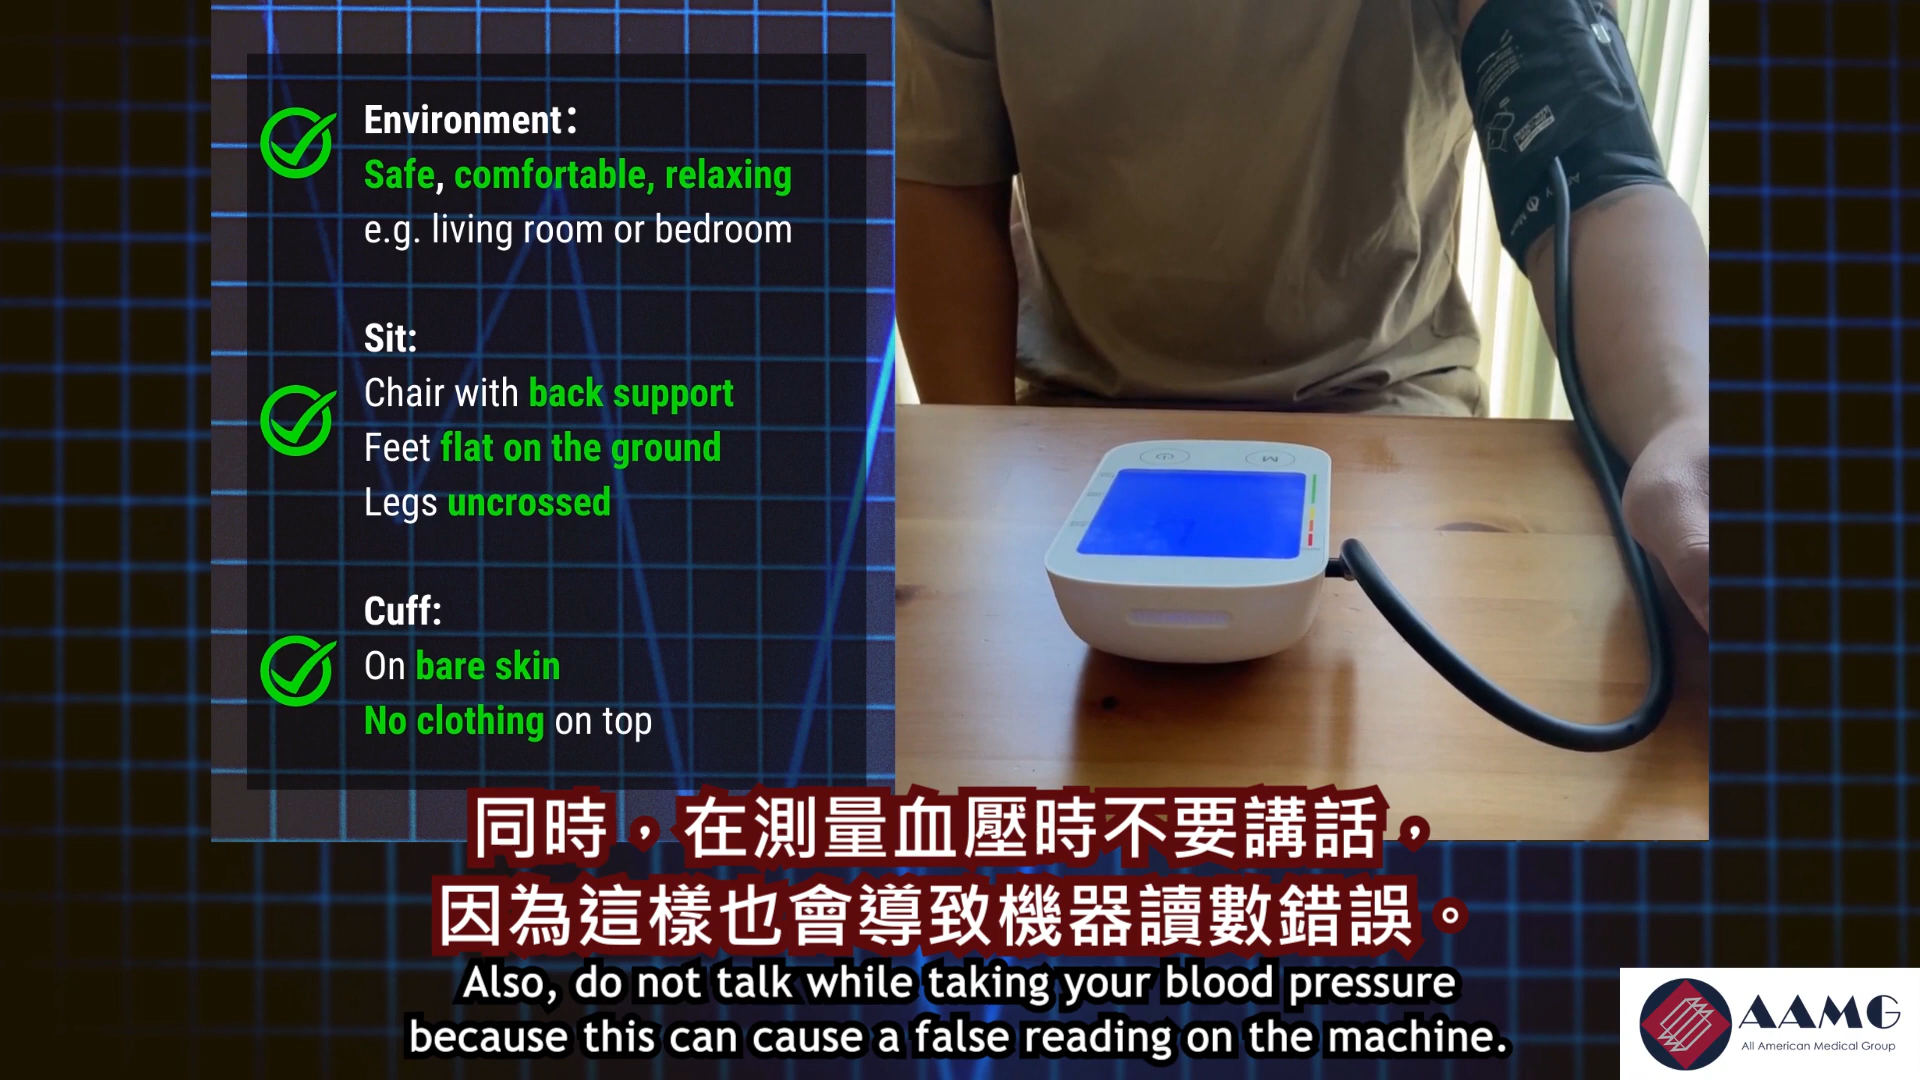 Environment:
Safe, comfortable, relaxing
e.g. living room or bedroom
Sit:
Chair with back support
Feet flat on the ground
Legs uncrossed
Cuff:
On bare skin
No clothing on top
M
同時，在測量血壓時不要講話，
因為這樣也會導致機器讀數錯誤。
Also, do not talk while taking your blood pressure
because this can cause a false reading on the machine.
AAMG
All American Medical Group